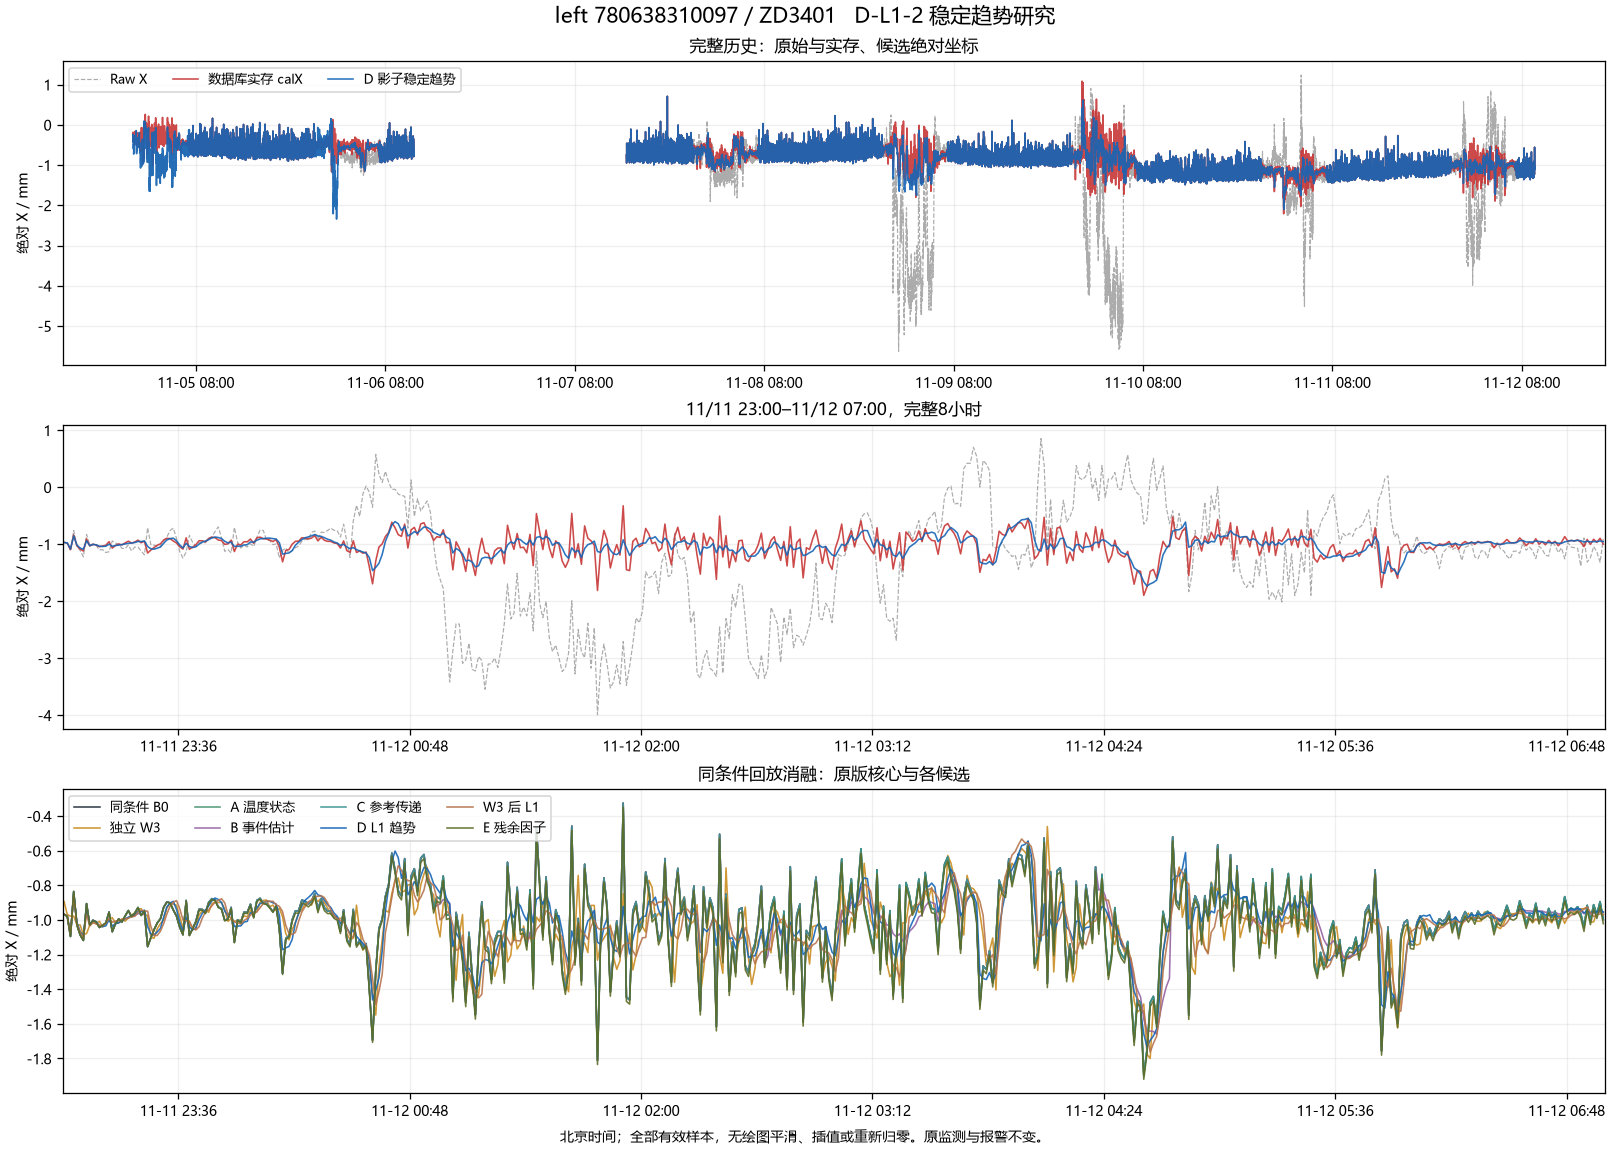 left 780638310097 / ZD3401   D-L1-2 稳定趋势研究
完整历史：原始与实存、候选绝对坐标
Raw X
数据库实存 calX
D 影子稳定趋势
绝对 X / mm
1
0
-1
-2
-3
-4
-5
11-05 08:00
11-06 08:00
11-07 08:00
11-08 08:00
11-09 08:00
11-10 08:00
11-11 08:00
11-12 08:00
11/11 23:00–11/12 07:00，完整8小时
绝对 X / mm
1
0
-1
-2
-3
-4
11-11 23:36
11-12 00:48
11-12 02:00
11-12 03:12
11-12 04:24
11-12 05:36
11-12 06:48
同条件回放消融：原版核心与各候选
同条件 B0
A 温度状态
C 参考传递
W3 后 L1
独立 W3
B 事件估计
D L1 趋势
E 残余因子
绝对 X / mm
-0.4
-0.6
-0.8
-1.0
-1.2
-1.4
-1.6
-1.8
11-11 23:36
11-12 00:48
11-12 02:00
11-12 03:12
11-12 04:24
11-12 05:36
11-12 06:48
北京时间；全部有效样本，无绘图平滑、插值或重新归零。原监测与报警不变。